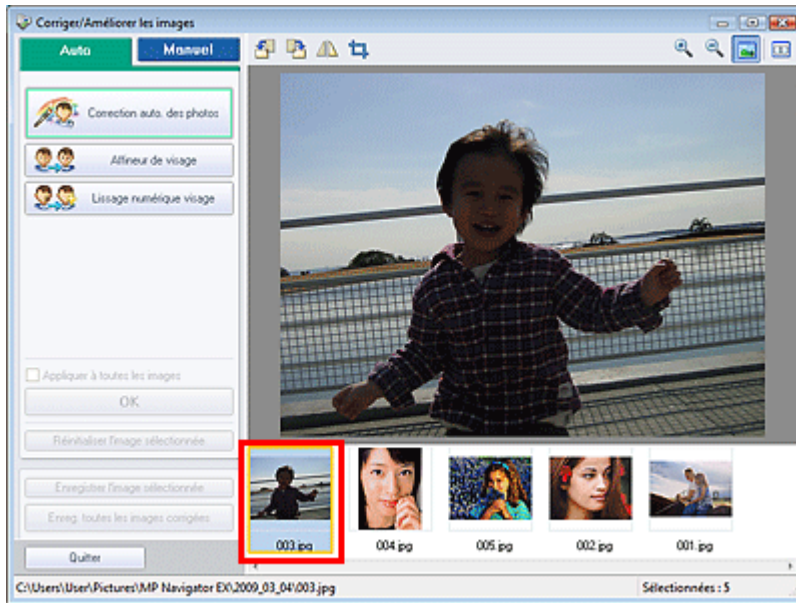 Corriger/Améliorer les images
Auto
Manuel
Correction auto. des photos
Affineur de visage
Lissage numérique visage
Appliquer à toutes les images
OK
Réinitialiser l'image sélectionnée
Enregistrer l'image sélectionnée
Enreg. toutes les images corrigées
Quitter
003.jpg
004.jpg
005.jpg
002.jpg
001.jpg
C:\Users\User\Pictures\MP Navigator EX\2009_03_04\003.jpg
Sélectionnées : 5